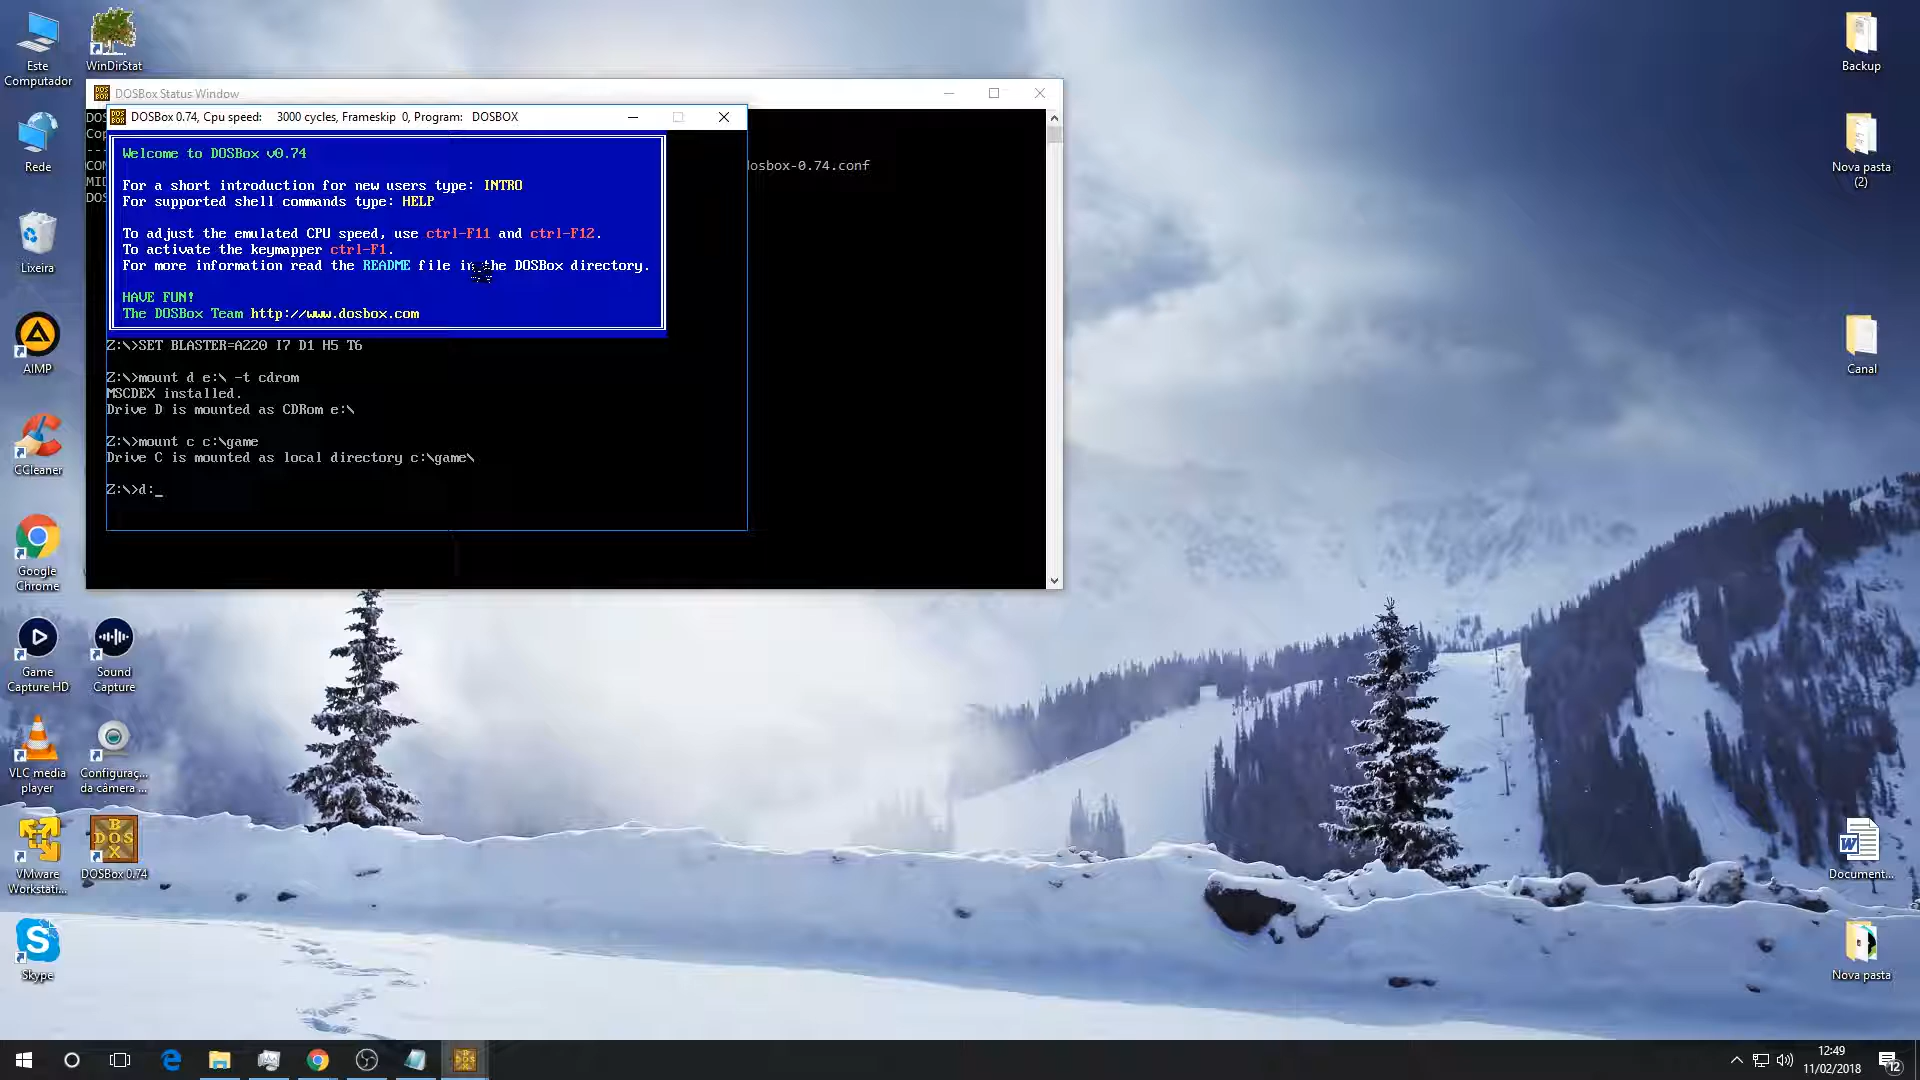 Este
Computador
WinDirStat
Rede
Lixeira
AIMP
CCleaner
Google
Chrome
Game
Capture HD
Sound
Capture
VLC media
player
Configuraç...
da câmera ...
VMware
Workstati...
DOSBox 0.74
Skype
DOSBox Status Window
losbox-0.74.conf
DOSBox 0.74, Cpu speed: 3000 cycles, Frameskip 0, Program: DOSBOX
Welcome to DOSBox v0.74
For a short introduction for new users type: INTRO
For supported shell commands type: HELP
To adjust the emulated CPU speed, use ctrl-F11 and ctrl-F12.
To activate the keymapper ctrl-F1.
For more information read the README file in the DOSBox directory.
HAVE FUN!
The DOSBox Team http://www.dosbox.com
Z:\>SET BLASTER=A220 I7 D1 H5 T6
Z:\>mount d e:\ -t cdrom
MSCDEX installed.
Drive D is mounted as CDRom e:\
Z:\>mount c c:\game
Drive C is mounted as local directory c:\game\
Z:\>d:_
Backup
Nova pasta
(2)
Canal
Document...
Nova pasta
12:49
11/02/2018
12